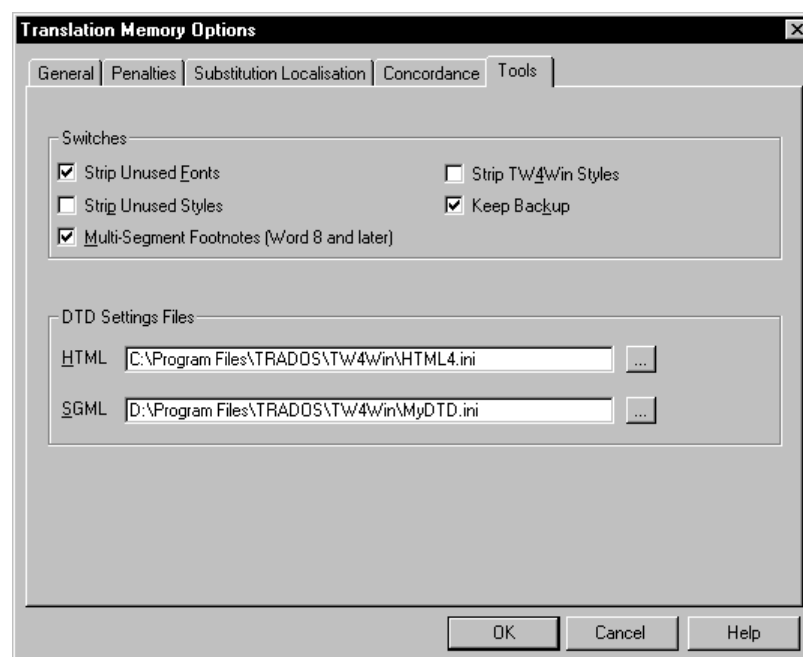 Translation Memory Options
General Penalties Substitution Localisation Concordance Tools
Switches
Strip Unused Fonts Strip TW4Win Styles
Strip Unused Styles Keep Backup
Multi-Segment Footnotes (Word 8 and later)
DTD Settings Files
HTML C:\Program Files\TRADOS\TW4Win\HTML4.ini ...
SGML D:\Program Files\TRADOS\TW4Win\MyDTD.ini ...
OK Cancel Help